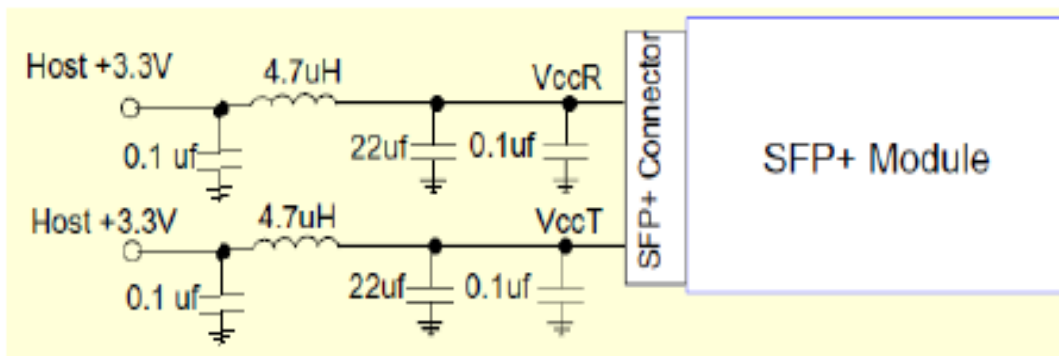 Host +3.3V
4.7uH
VccR
0.1 uf
22uf
0.1uf
SFP+ Connector
SFP+ Module
Host +3.3V
4.7uH
VccT
0.1 uf
22uf
0.1uf